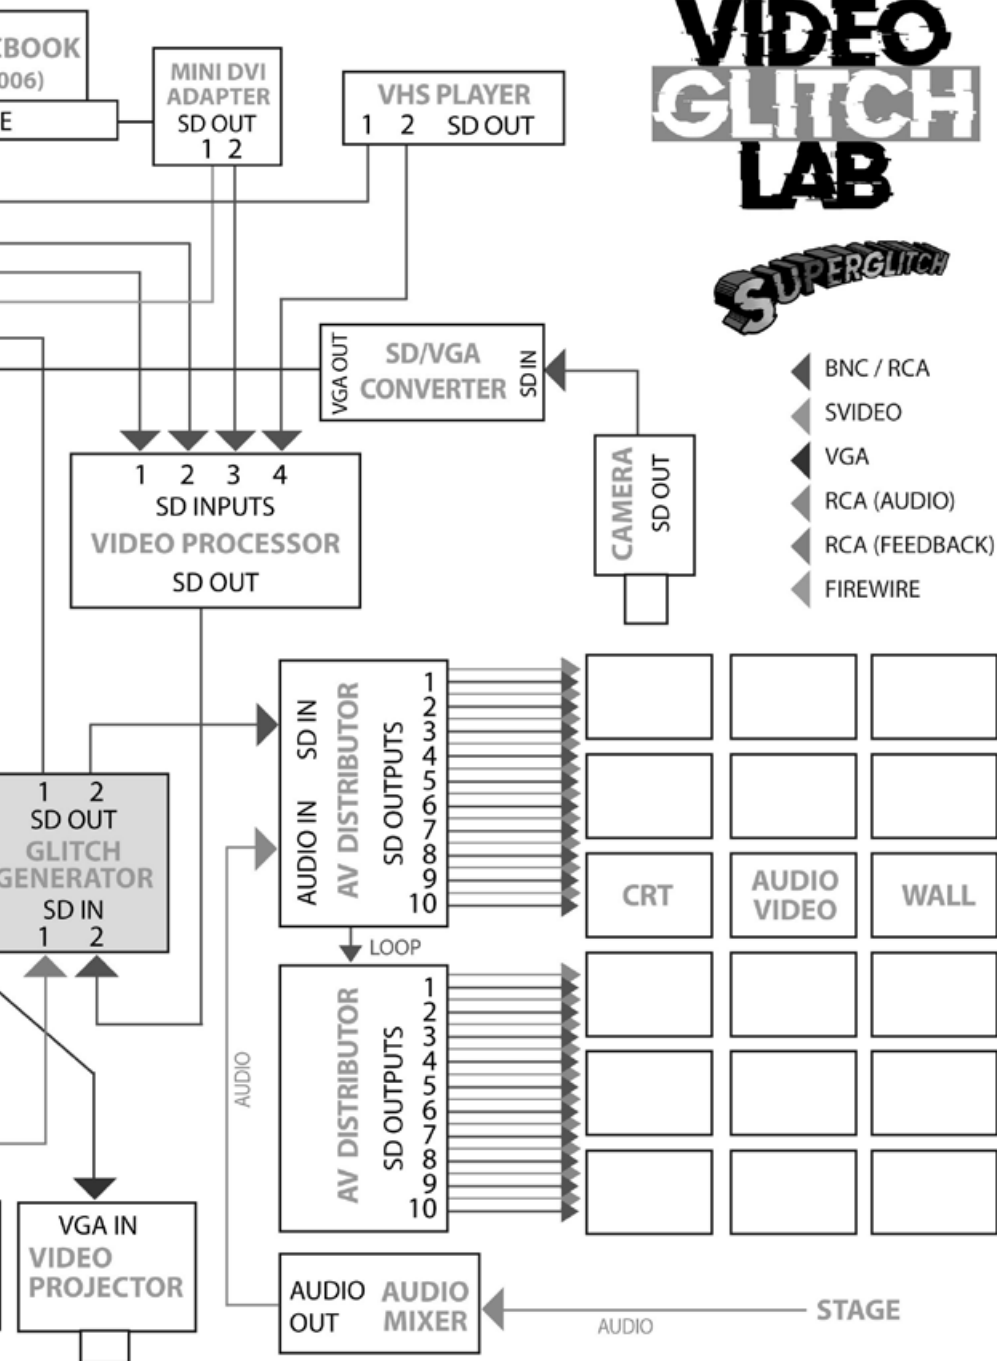 EBOOK
006)
E
MINI DVI
ADAPTER
SD OUT
1 2
VHS PLAYER
1 2 SD OUT
VIDEO
GLITCH
LAB
SUPERGLITCH
VGA OUT
SD/VGA
CONVERTER
SD IN
CAMERA
SD OUT
BNC / RCA
SVIDEO
VGA
RCA (AUDIO)
RCA (FEEDBACK)
FIREWIRE
1 2 3 4
SD INPUTS
VIDEO PROCESSOR
SD OUT
1 2
SD OUT
GLITCH
GENERATOR
SD IN
1 2
SD IN
AUDIO IN
AV DISTRIBUTOR
SD OUTPUTS
1
2
3
4
5
6
7
8
9
10
LOOP
AV DISTRIBUTOR
SD OUTPUTS
1
2
3
4
5
6
7
8
9
10
CRT
AUDIO
VIDEO
WALL
AUDIO
VGA IN
VIDEO
PROJECTOR
AUDIO
OUT
AUDIO
MIXER
AUDIO
STAGE